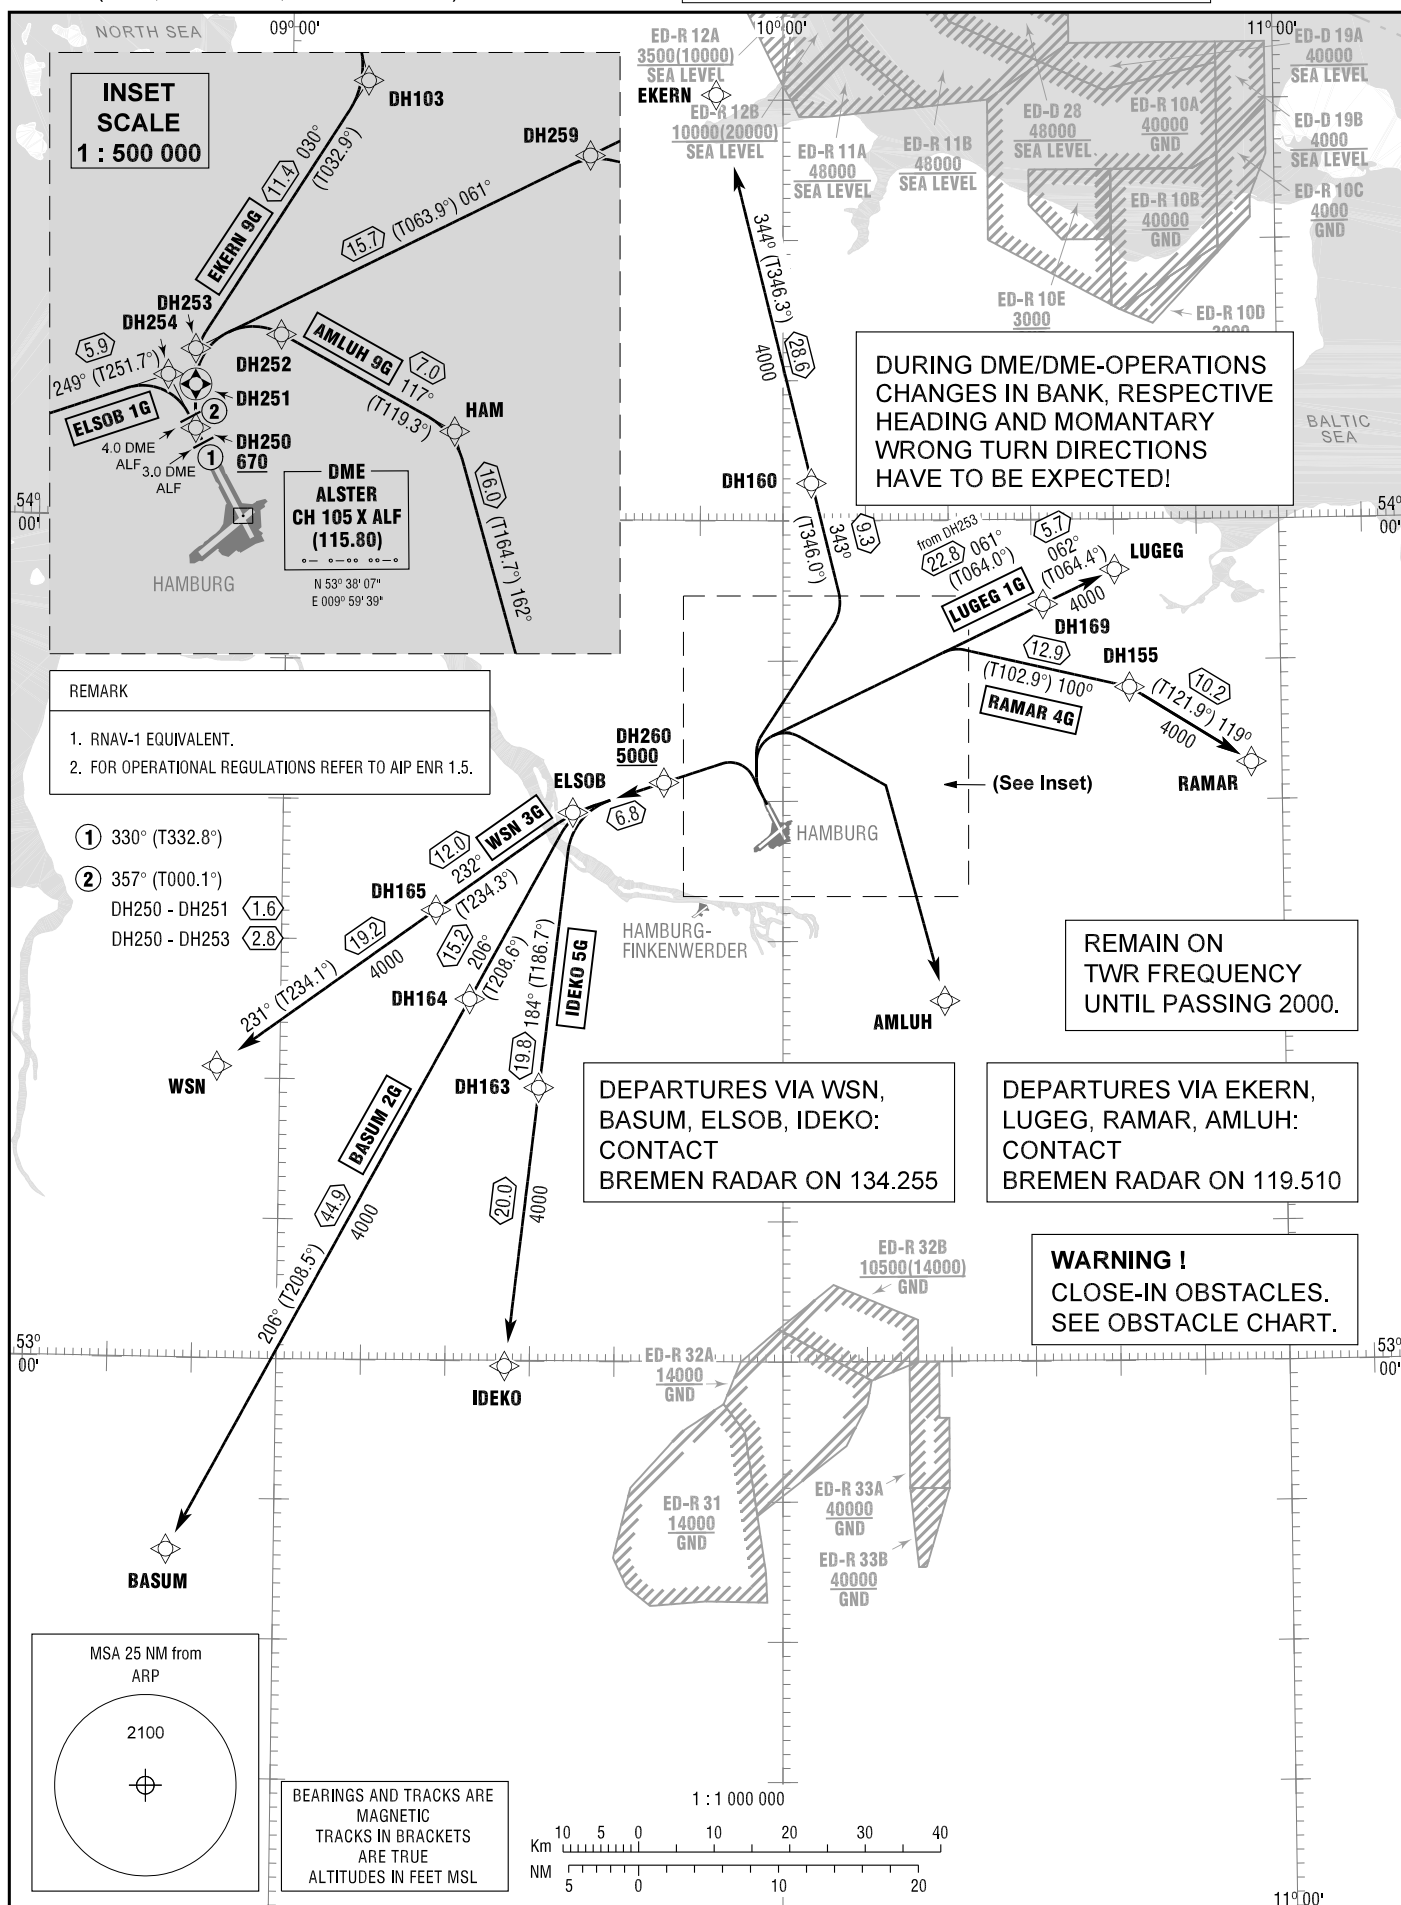 NORTH SEA
09° 00'
10° 00'
11° 00'
INSET
SCALE
1 : 500 000
DH103
030°
(T032.9°)
11.4
EKERN 9G
DH259
15.7
(T063.9°) 061°
DH253
DH254
5.9
249° (T251.7°)
ELSOB 1G
DH252
AMLUH 9G
7.0
117°
(T119.3°)
HAM
DH251
2
DH250
670
1
4.0 DME
ALF
3.0 DME
ALF
16.0
(T164.7°) 162°
DME
ALSTER
CH 105 X ALF
(115.80)
N 53° 38' 07"
E 009° 59' 39"
HAMBURG
54°
00'
ED-R 12A
3500(10000)
SEA LEVEL
EKERN
ED-R 12B
10000(20000)
SEA LEVEL
ED-R 11A
48000
SEA LEVEL
ED-R 11B
48000
SEA LEVEL
ED-D 28
48000
SEA LEVEL
ED-R 10A
40000
GND
ED-D 19A
40000
SEA LEVEL
ED-D 19B
4000
SEA LEVEL
ED-R 10C
4000
GND
ED-R 10B
40000
GND
ED-R 10E
3000
ED-R 10D
344° (T346.3°)
28.6
4000
DURING DME/DME-OPERATIONS
CHANGES IN BANK, RESPECTIVE
HEADING AND MOMANTARY
WRONG TURN DIRECTIONS
HAVE TO BE EXPECTED!
BALTIC
SEA
DH160
9.3
343°
(T346.0°)
54°
00'
from DH253
22.8
061°
(T064.0°)
LUGEG 1G
5.7
062°
(T064.4°)
4000
LUGEG
DH169
12.9
(T102.9°) 100°
RAMAR 4G
DH155
10.2
(T121.9°) 119°
4000
RAMAR
REMARK
1. RNAV-1 EQUIVALENT.
2. FOR OPERATIONAL REGULATIONS REFER TO AIP ENR 1.5.
1 330° (T332.8°)
2 357° (T000.1°)
DH250 - DH251 1.6
DH250 - DH253 2.8
DH260
5000
ELSOB
6.8
(See Inset)
HAMBURG
WSN 3G
12.0
232°
(T234.3°)
DH165
19.2
231° (T234.1°)
4000
WSN
HAMBURG-
FINKENWERDER
15.2
206°
(T208.6°)
DH164
IDEKO 5G
19.8
184° (T186.7°)
DH163
AMLUH
REMAIN ON
TWR FREQUENCY
UNTIL PASSING 2000.
BASUM 2G
44.9
4000
206° (T208.5°)
20.0
4000
DEPARTURES VIA WSN,
BASUM, ELSOB, IDEKO:
CONTACT
BREMEN RADAR ON 134.255
DEPARTURES VIA EKERN,
LUGEG, RAMAR, AMLUH:
CONTACT
BREMEN RADAR ON 119.510
WARNING !
CLOSE-IN OBSTACLES.
SEE OBSTACLE CHART.
ED-R 32B
10500(14000)
GND
53°
00'
53°
00'
ED-R 32A
14000
GND
IDEKO
ED-R 31
14000
GND
ED-R 33A
40000
GND
ED-R 33B
40000
GND
BASUM
MSA 25 NM from
ARP
2100
BEARINGS AND TRACKS ARE
MAGNETIC
TRACKS IN BRACKETS
ARE TRUE
ALTITUDES IN FEET MSL
1 : 1 000 000
Km 10 5 0 10 20 30 40
NM 5 0 10 20
11° 00'